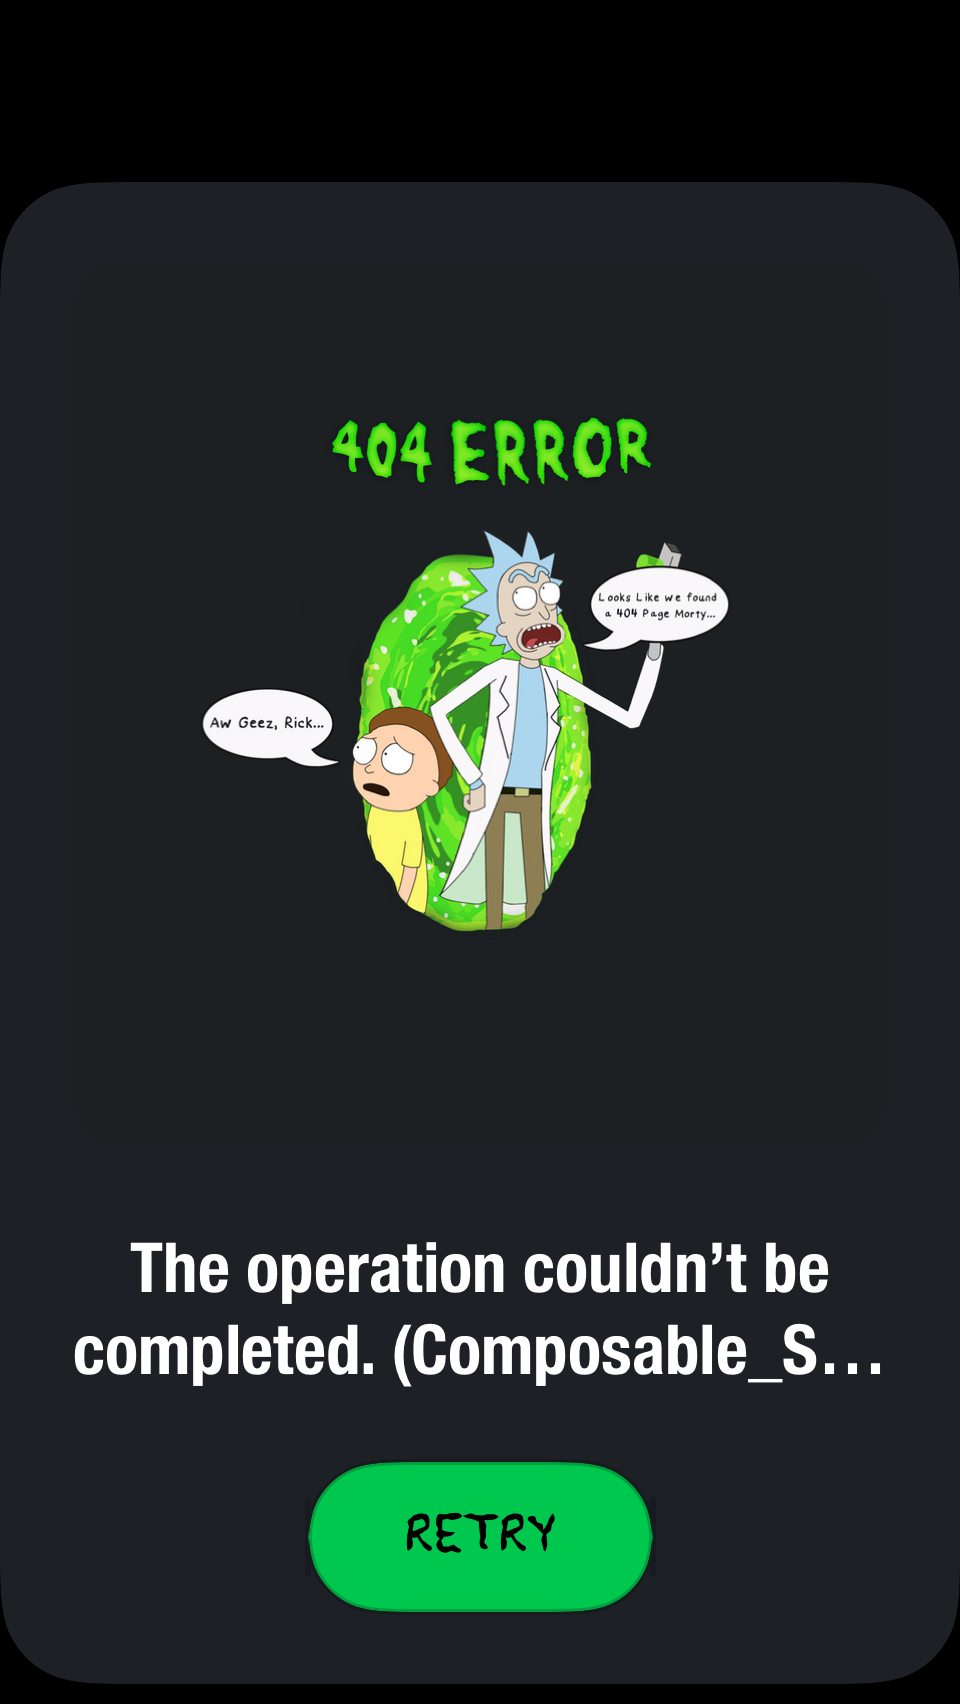 404 ERROR
Looks Like we found
a 404 Page Morty...
Aw Geez, Rick...
The operation couldn’t be
completed. (Composable_S...
RETRY